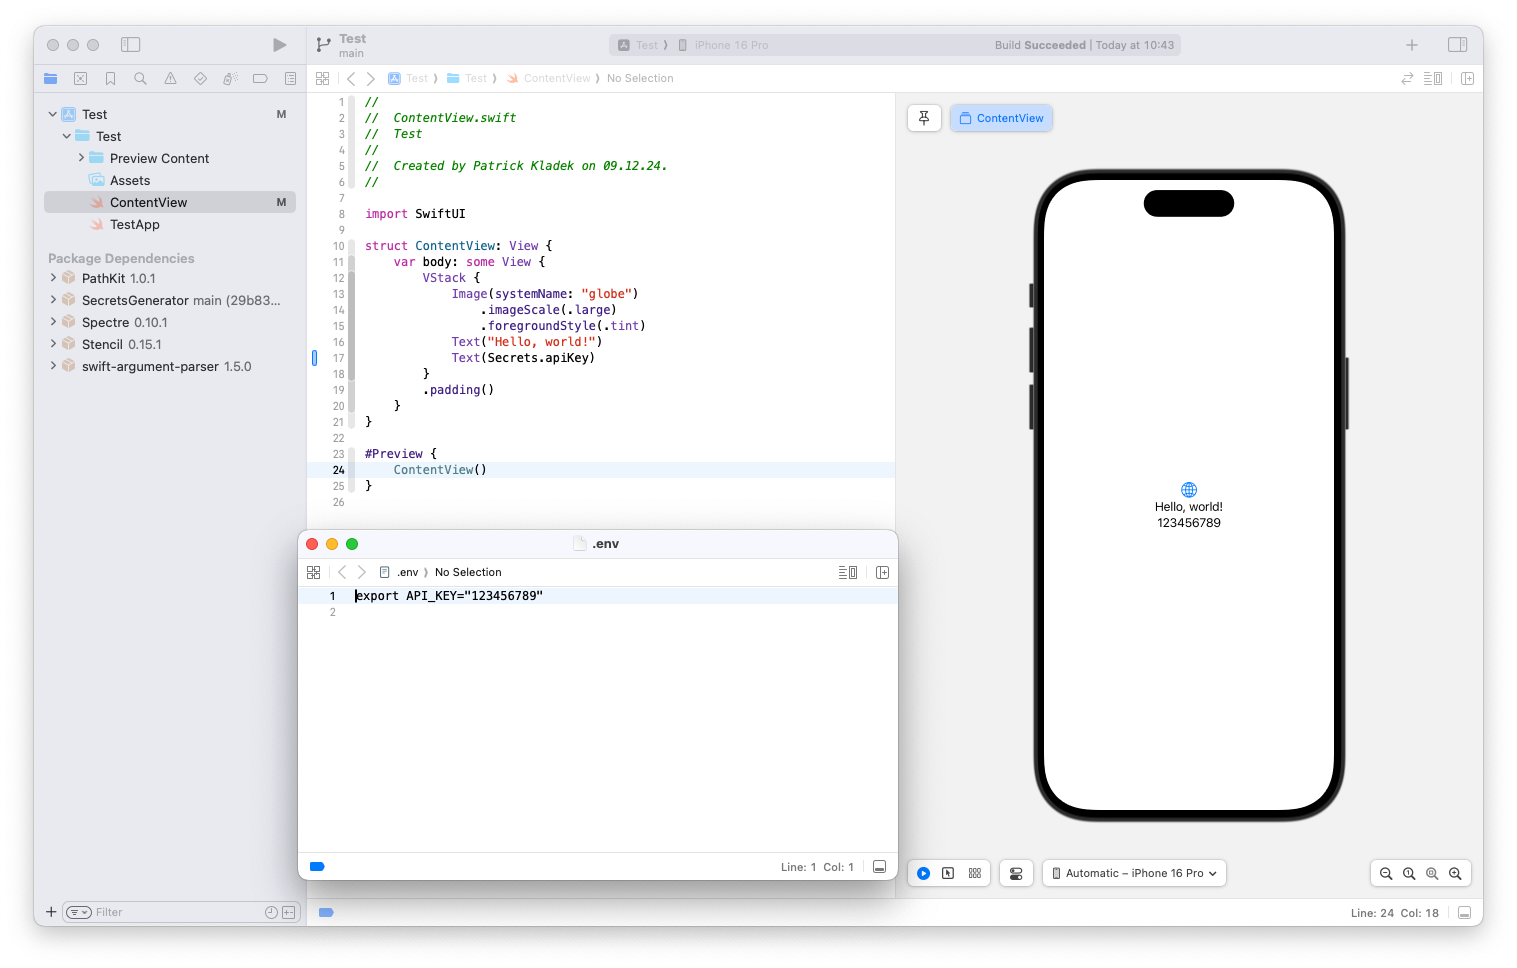 Test
main
Test
iPhone 16 Pro
Build Succeeded | Today at 10:43
Test
Test
ContentView
No Selection
Test M
Test
Preview Content
Assets
ContentView M
TestApp
Package Dependencies
PathKit 1.0.1
SecretsGenerator main (29b83...
Spectre 0.10.1
Stencil 0.15.1
swift-argument-parser 1.5.0
Filter
1 //
2 //  ContentView.swift
3 //  Test
4 //
5 //  Created by Patrick Kladek on 09.12.24.
6 //
7
8 import SwiftUI
9
10 struct ContentView: View {
11     var body: some View {
12         VStack {
13             Image(systemName: "globe")
14                 .imageScale(.large)
15                 .foregroundStyle(.tint)
16             Text("Hello, world!")
17             Text(Secrets.apiKey)
18         }
19         .padding()
20     }
21 }
22
23 #Preview {
24     ContentView()
25 }
26
.env
.env
No Selection
1 export API_KEY="123456789"
2
Line: 1 Col: 1
ContentView
Hello, world!
123456789
Automatic – iPhone 16 Pro
Line: 24 Col: 18